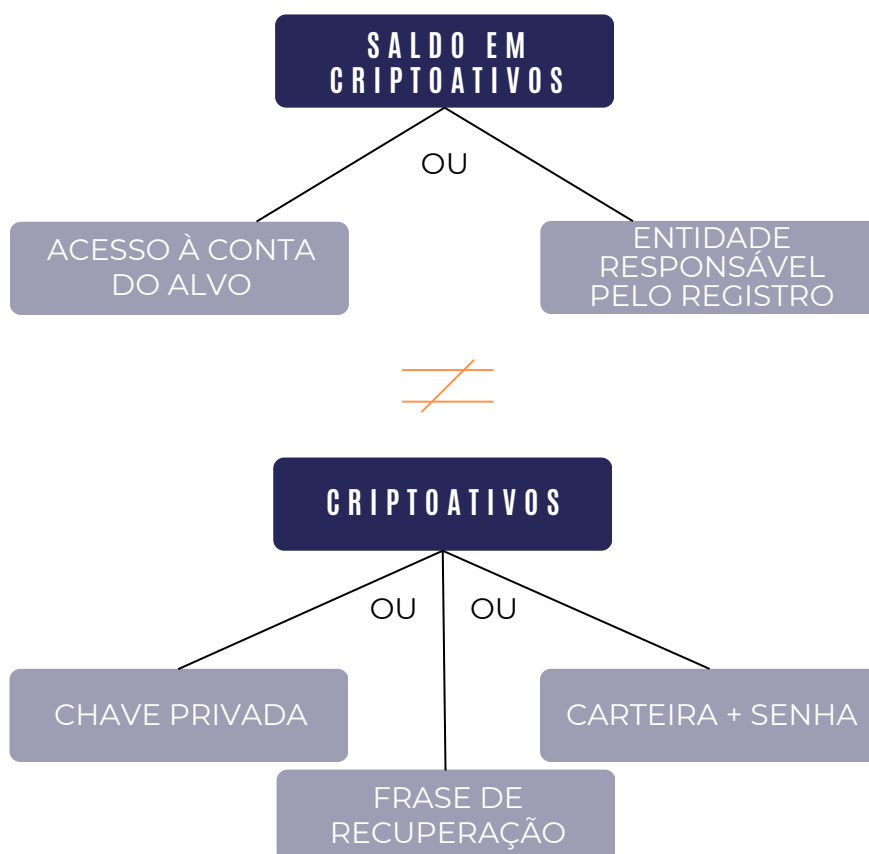 SALDO EM
CRIPTOATIVOS
OU
ACESSO À CONTA
DO ALVO
ENTIDADE
RESPONSÁVEL
PELO REGISTRO
≠
CRIPTOATIVOS
OU OU
CHAVE PRIVADA
CARTEIRA + SENHA
FRASE DE
RECUPERAÇÃO